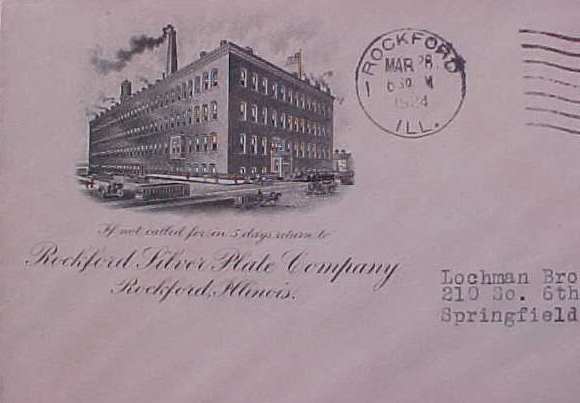 ROCKFORD
MAR 28
630 M
1924
ILL.
If not called for in 5 days return to
Rockford Silver Plate Company
Rockford, Illinois.
Lochman Bro
210 So. 6th
Springfield